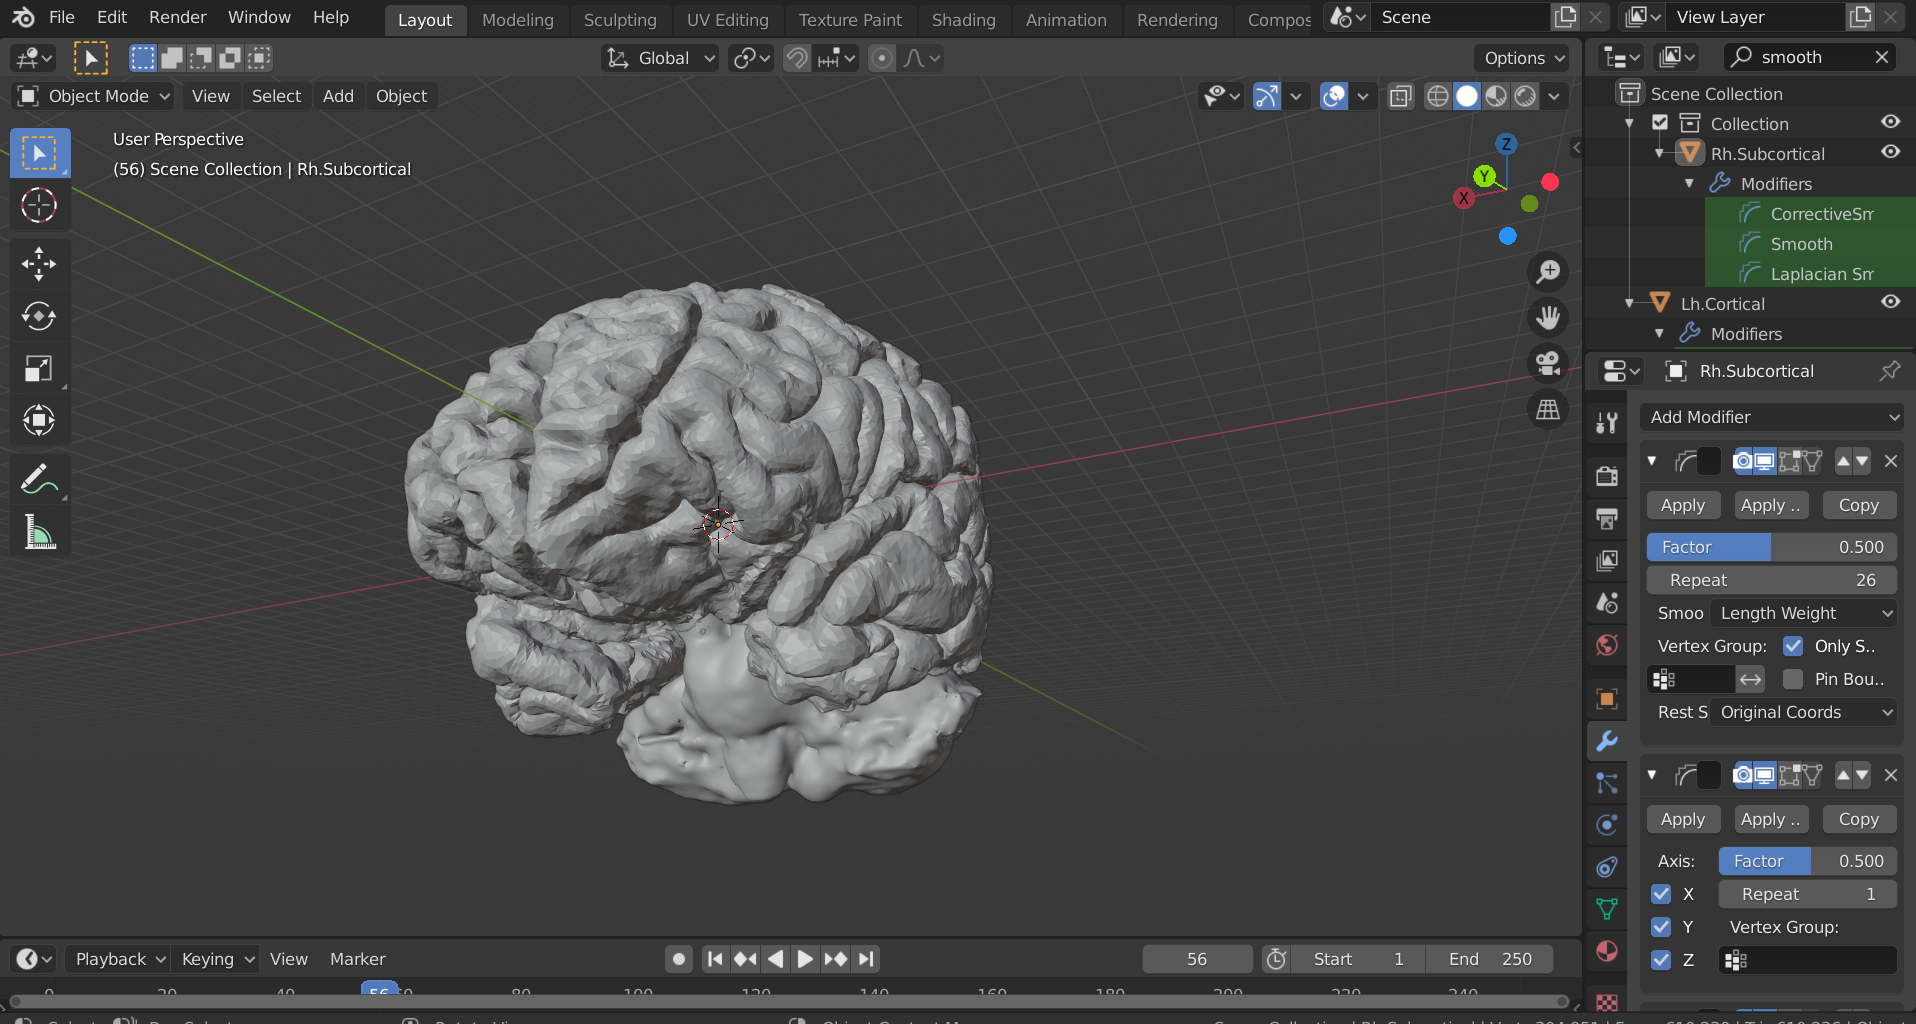 File Edit Render Window Help Layout Modeling Sculpting UV Editing Texture Paint Shading Animation Rendering Compos Scene View Layer
Global Options smooth
Object Mode View Select Add Object
User Perspective
(56) Scene Collection | Rh.Subcortical
Z
Y
X
Scene Collection
Collection
Rh.Subcortical
Modifiers
CorrectiveSm
Smooth
Laplacian Sm
Lh.Cortical
Modifiers
Rh.Subcortical
Add Modifier
Apply Apply .. Copy
Factor 0.500
Repeat 26
Smoo Length Weight
Vertex Group: Only S..
Pin Bou..
Rest S Original Coords
Apply Apply .. Copy
Axis: Factor 0.500
X Repeat 1
Y Vertex Group:
Z
Playback Keying View Marker 56 Start 1 End 250
0 20 40 56 60 80 100 120 140 160 180 200 220 240